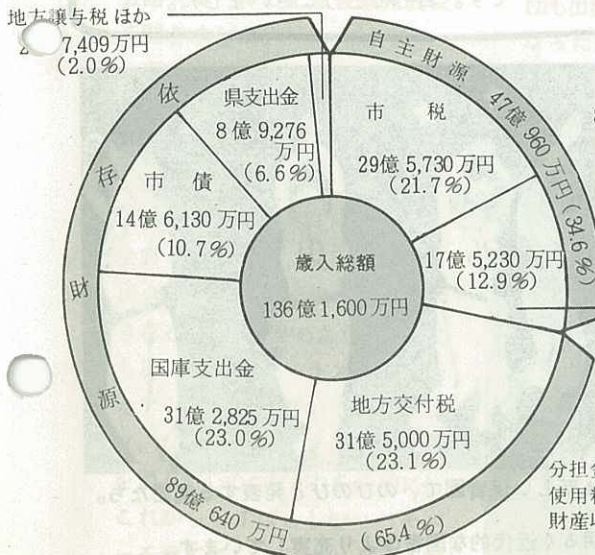 地方譲与税 ほか
7,409万円
(2.0%)
自主財源 47億 960万円 (34.6%)
市 税
29億 5,730万円
(21.7%)
17億 5,230万円
(12.9%)
依存財源 89億 640万円 (65.4%)
県支出金
8億 9,276
万円
(6.6%)
市 債
14億 6,130万円
(10.7%)
歳入総額
136億 1,600万円
国庫支出金
31億 2,825万円
(23.0%)
地方交付税
31億 5,000万円
(23.1%)
分担金
使用料
財産収